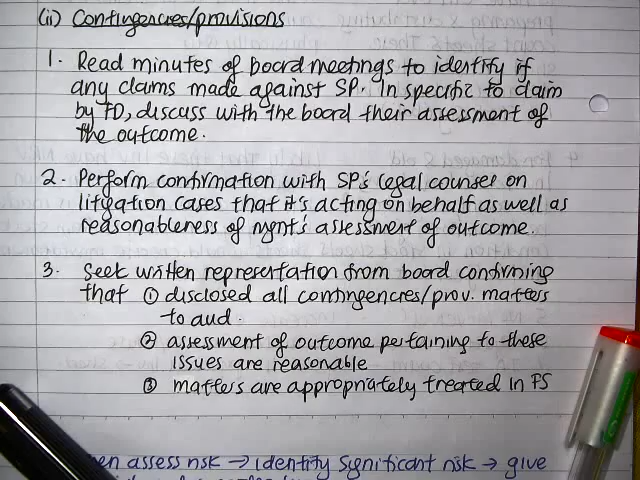 (ii) Contingencies/provisions
1. Read minutes of board meetings to identify if
any claims made against SP. In specific to claim
by FD, discuss with the board their assessment of
the outcome.
2. Perform confirmation with SP's legal counsel on
litigation cases that it's acting on behalf as well as
reasonableness of mgnt's assessment of outcome.
3. Seek written representation from board confirming
that ① disclosed all contingencies/prov. matters
to aud.
② assessment of outcome pertaining to these
issues are reasonable
③ matters are appropriately treated in FS
assess risk → identify significant risk → give